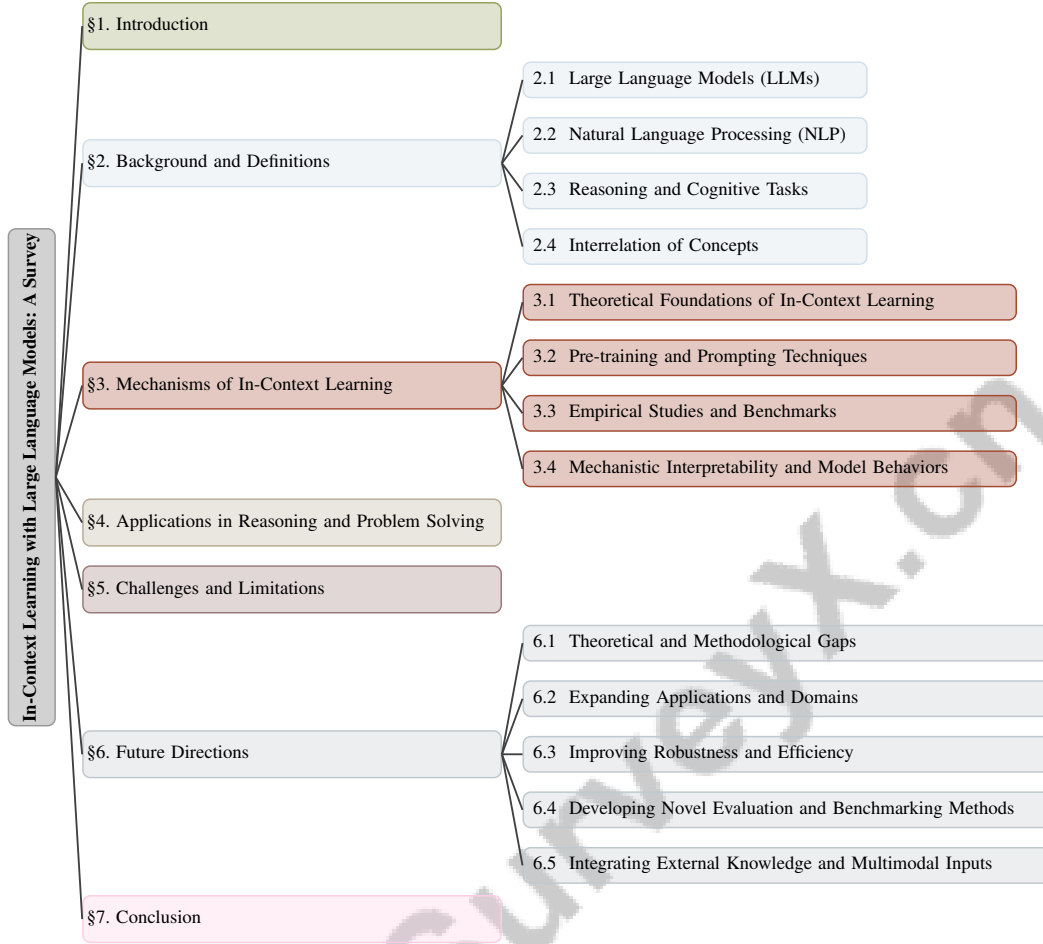 In-Context Learning with Large Language Models: A Survey
§1. Introduction
§2. Background and Definitions
2.1 Large Language Models (LLMs)
2.2 Natural Language Processing (NLP)
2.3 Reasoning and Cognitive Tasks
2.4 Interrelation of Concepts
§3. Mechanisms of In-Context Learning
3.1 Theoretical Foundations of In-Context Learning
3.2 Pre-training and Prompting Techniques
3.3 Empirical Studies and Benchmarks
3.4 Mechanistic Interpretability and Model Behaviors
§4. Applications in Reasoning and Problem Solving
§5. Challenges and Limitations
§6. Future Directions
6.1 Theoretical and Methodological Gaps
6.2 Expanding Applications and Domains
6.3 Improving Robustness and Efficiency
6.4 Developing Novel Evaluation and Benchmarking Methods
6.5 Integrating External Knowledge and Multimodal Inputs
§7. Conclusion
Surveyx.cn